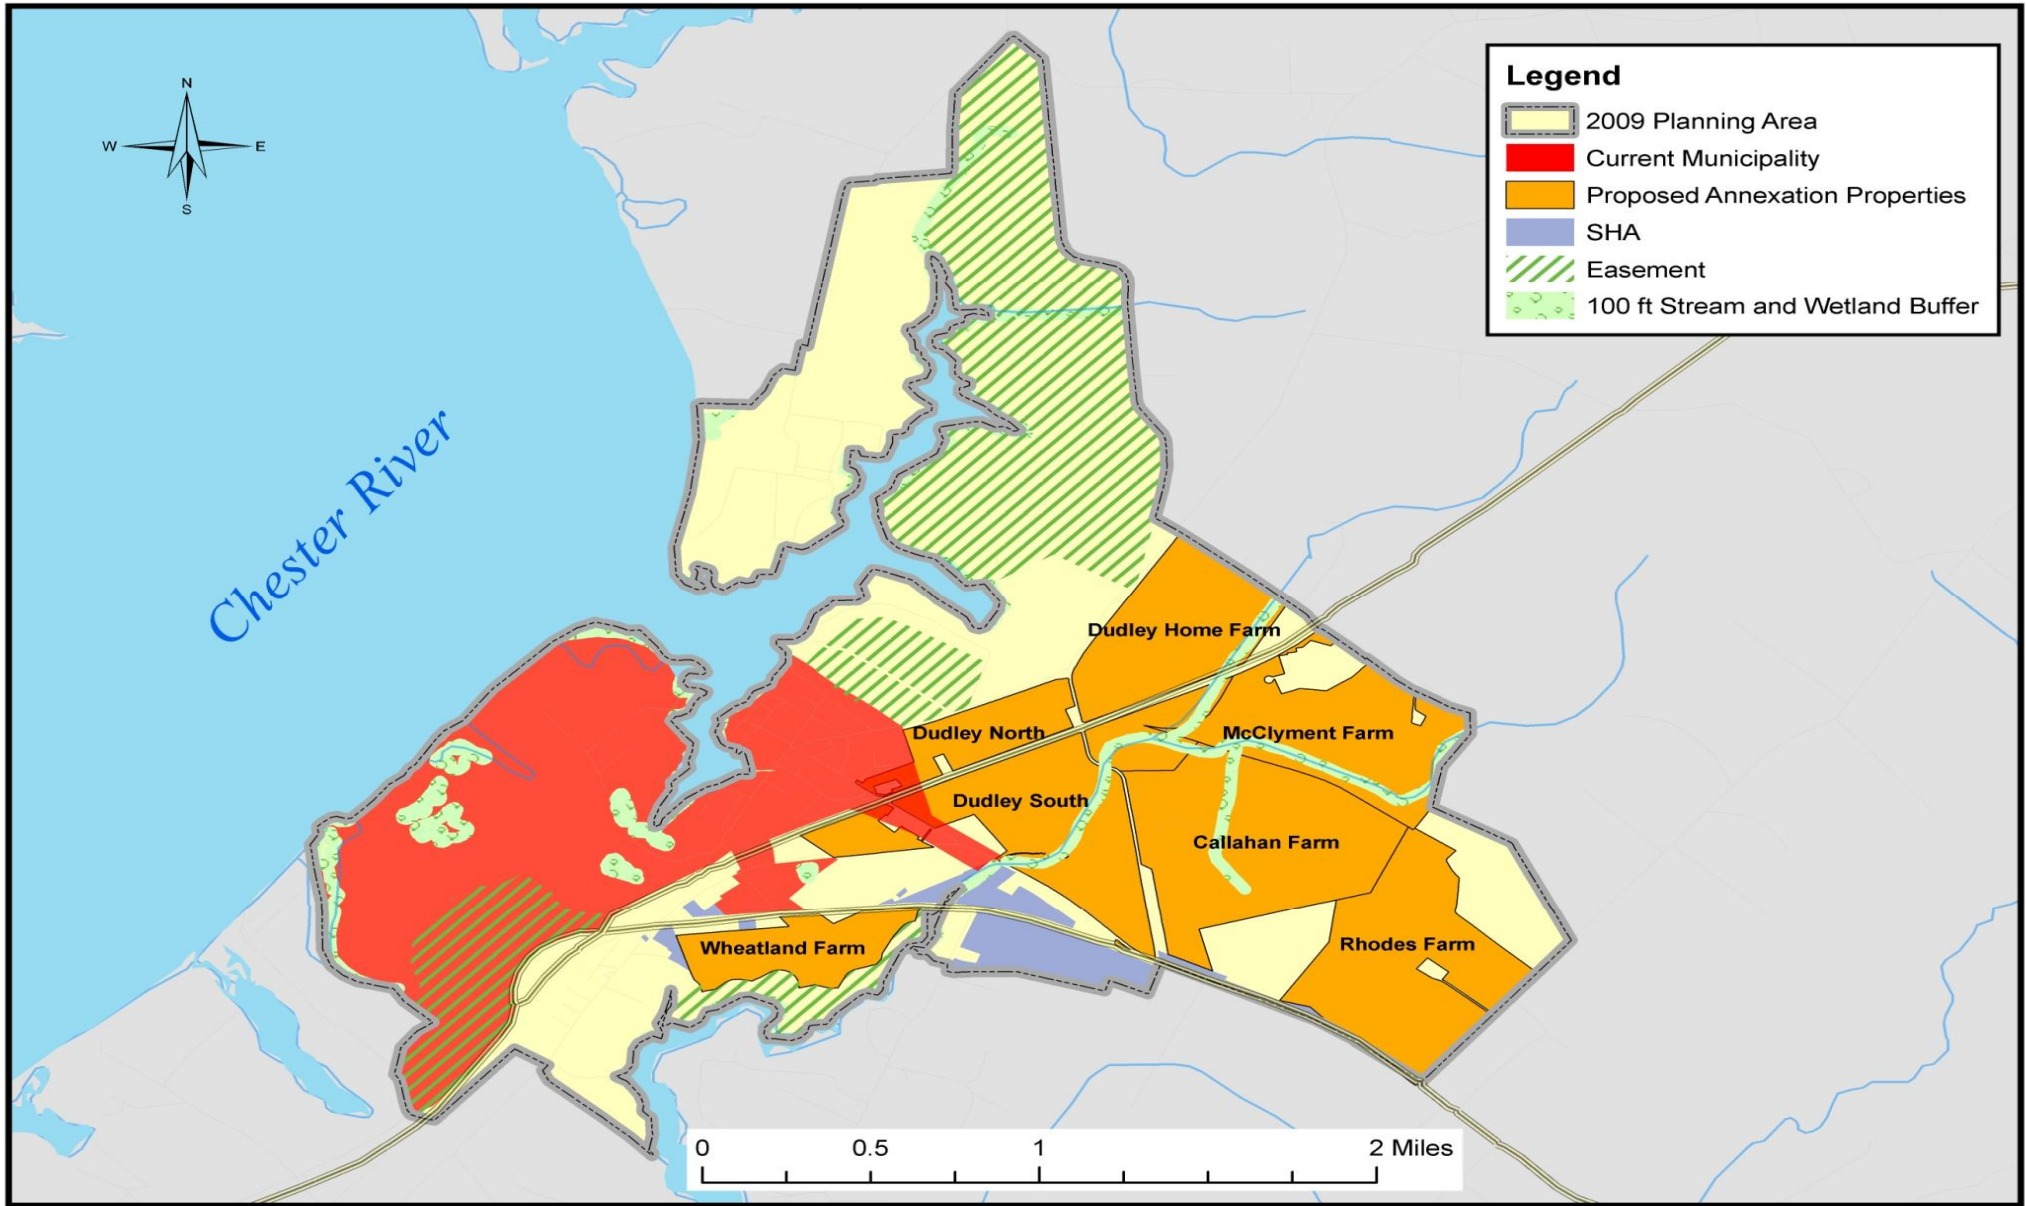 N
W E
S
Legend
2009 Planning Area
Current Municipality
Proposed Annexation Properties
SHA
Easement
100 ft Stream and Wetland Buffer
Chester River
Dudley Home Farm
Dudley North
McClyment Farm
Dudley South
Callahan Farm
Rhodes Farm
Wheatland Farm
0 0.5 1 2 Miles